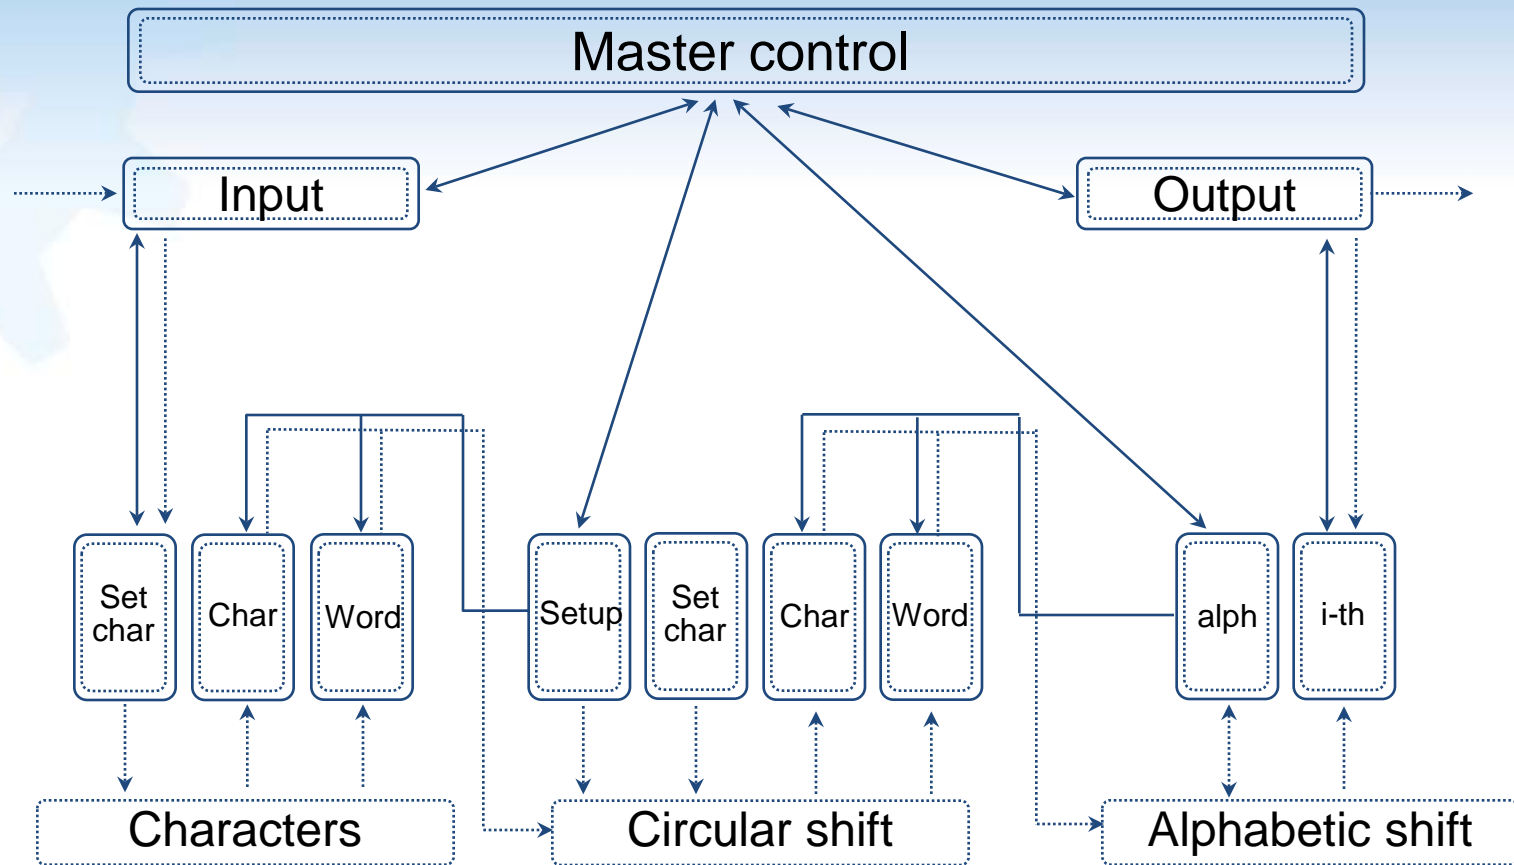 Master control
Input
Output
Set
char
Char
Word
Setup
Set
char
Char
Word
alph
i-th
Characters
Circular shift
Alphabetic shift